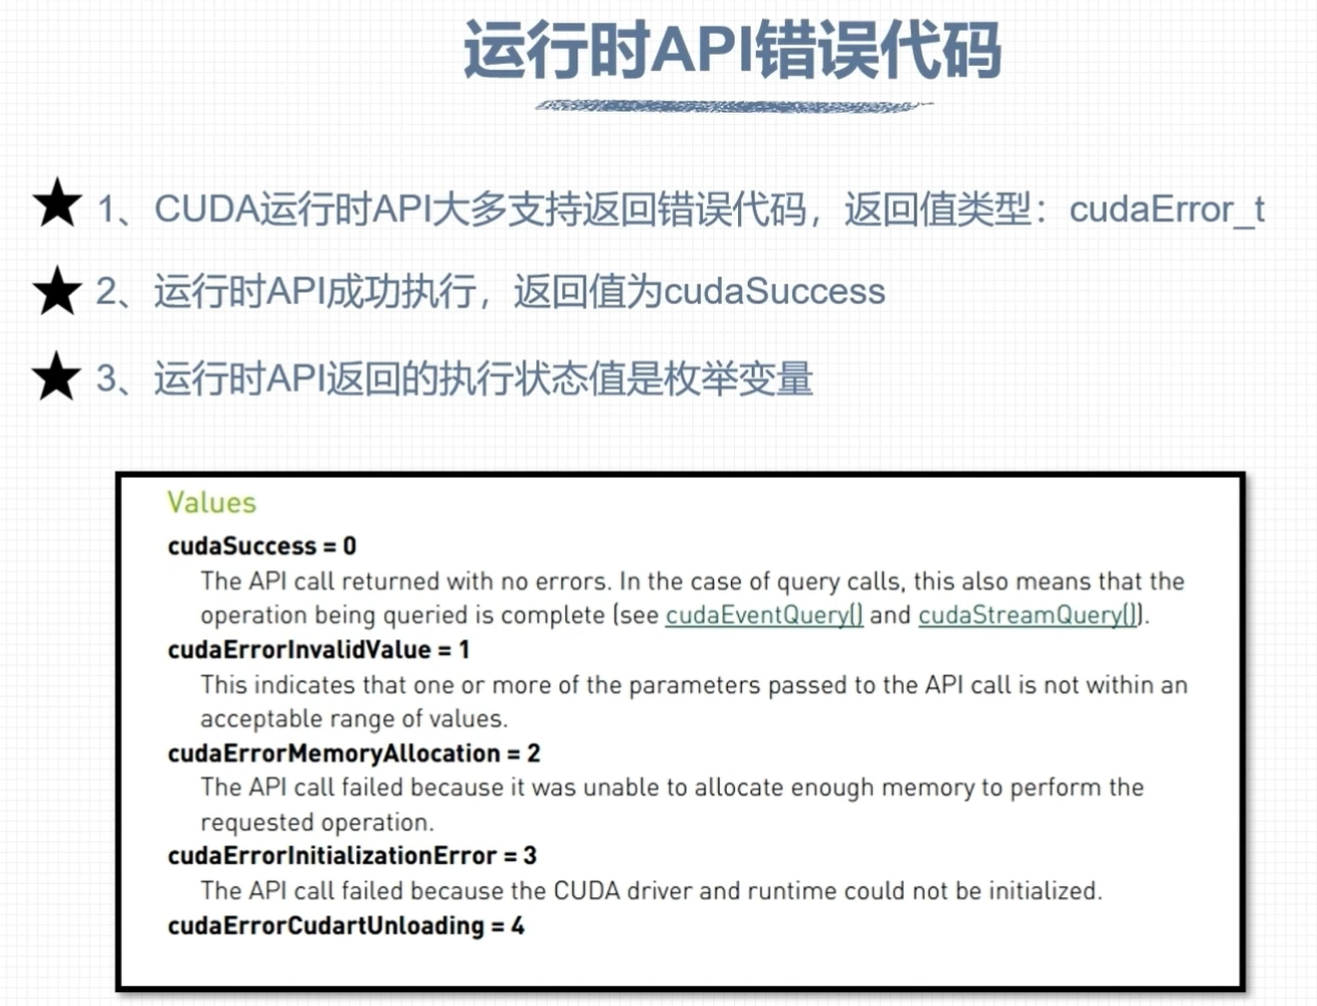 运行时API错误代码
1、CUDA运行时API大多支持返回错误代码，返回值类型：cudaError_t
2、运行时API成功执行，返回值为cudaSuccess
3、运行时API返回的执行状态值是枚举变量
Values
cudaSuccess = 0
The API call returned with no errors. In the case of query calls, this also means that the
operation being queried is complete (see cudaEventQuery() and cudaStreamQuery()).
cudaErrorInvalidValue = 1
This indicates that one or more of the parameters passed to the API call is not within an
acceptable range of values.
cudaErrorMemoryAllocation = 2
The API call failed because it was unable to allocate enough memory to perform the
requested operation.
cudaErrorInitializationError = 3
The API call failed because the CUDA driver and runtime could not be initialized.
cudaErrorCudartUnloading = 4